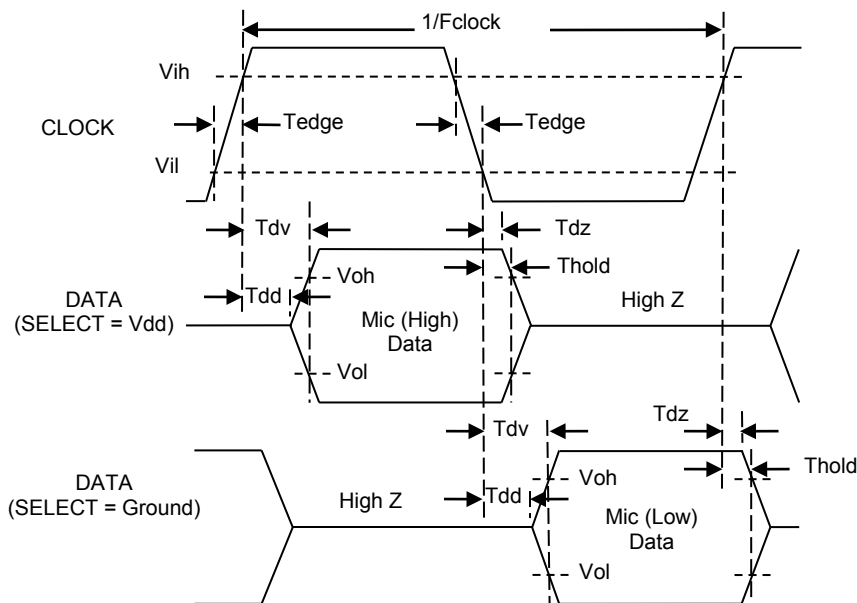 1/Fclock
Vih
CLOCK
Tedge
Tedge
Vil
Tdv
Tdz
Voh
Thold
DATA
(SELECT = Vdd)
Tdd
Mic (High)
Data
High Z
Vol
Tdv
Tdz
DATA
(SELECT = Ground)
High Z
Tdd
Voh
Thold
Mic (Low)
Data
Vol